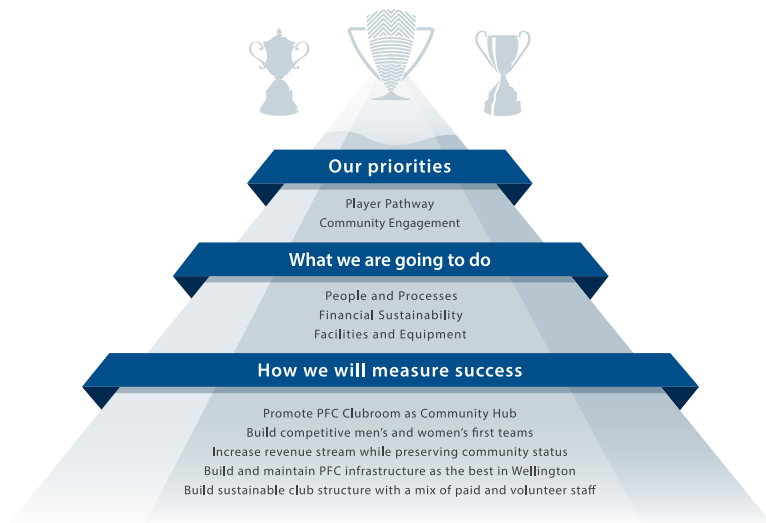 Our priorities
Player Pathway
Community Engagement
What we are going to do
People and Processes
Financial Sustainability
Facilities and Equipment
How we will measure success
Promote PFC Clubroom as Community Hub
Build competitive men’s and women’s first teams
Increase revenue stream while preserving community status
Build and maintain PFC infrastructure as the best in Wellington
Build sustainable club structure with a mix of paid and volunteer staff